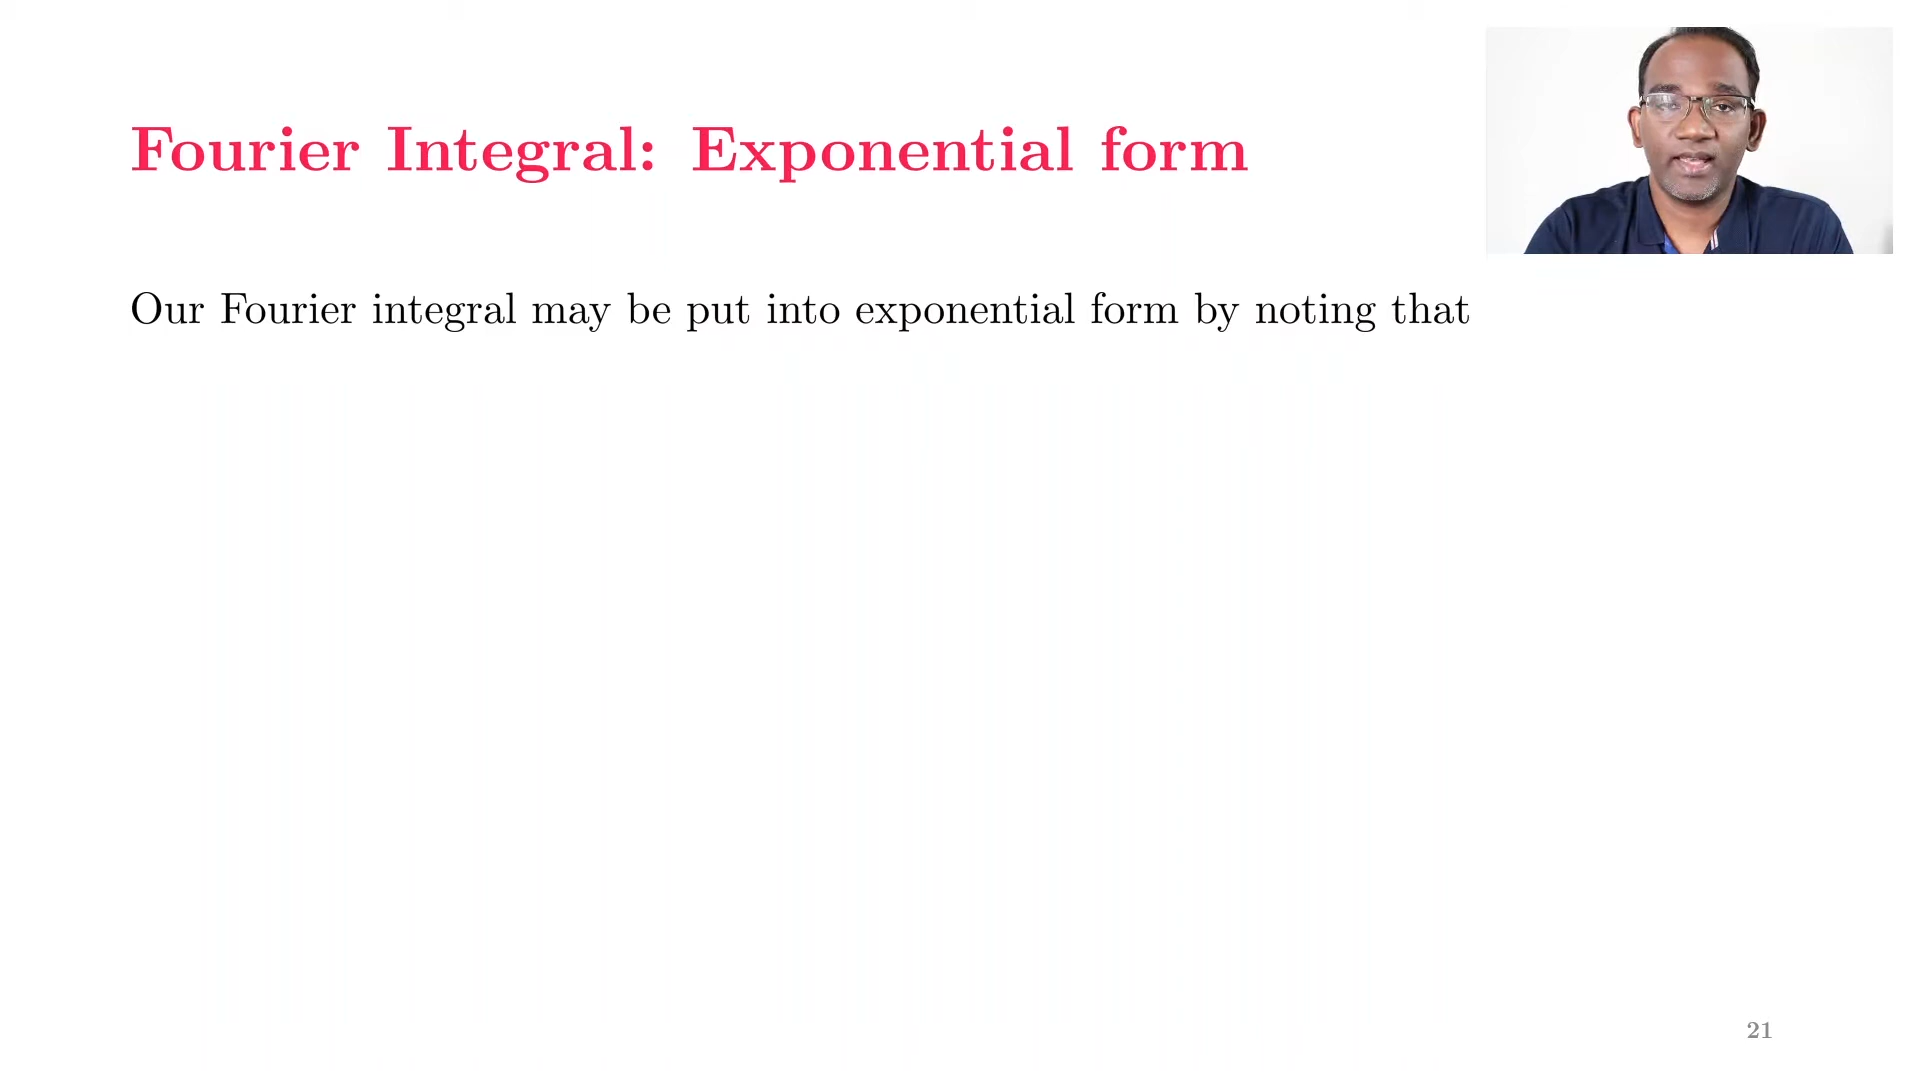 Fourier Integral: Exponential form
Our Fourier integral may be put into exponential form by noting that
21